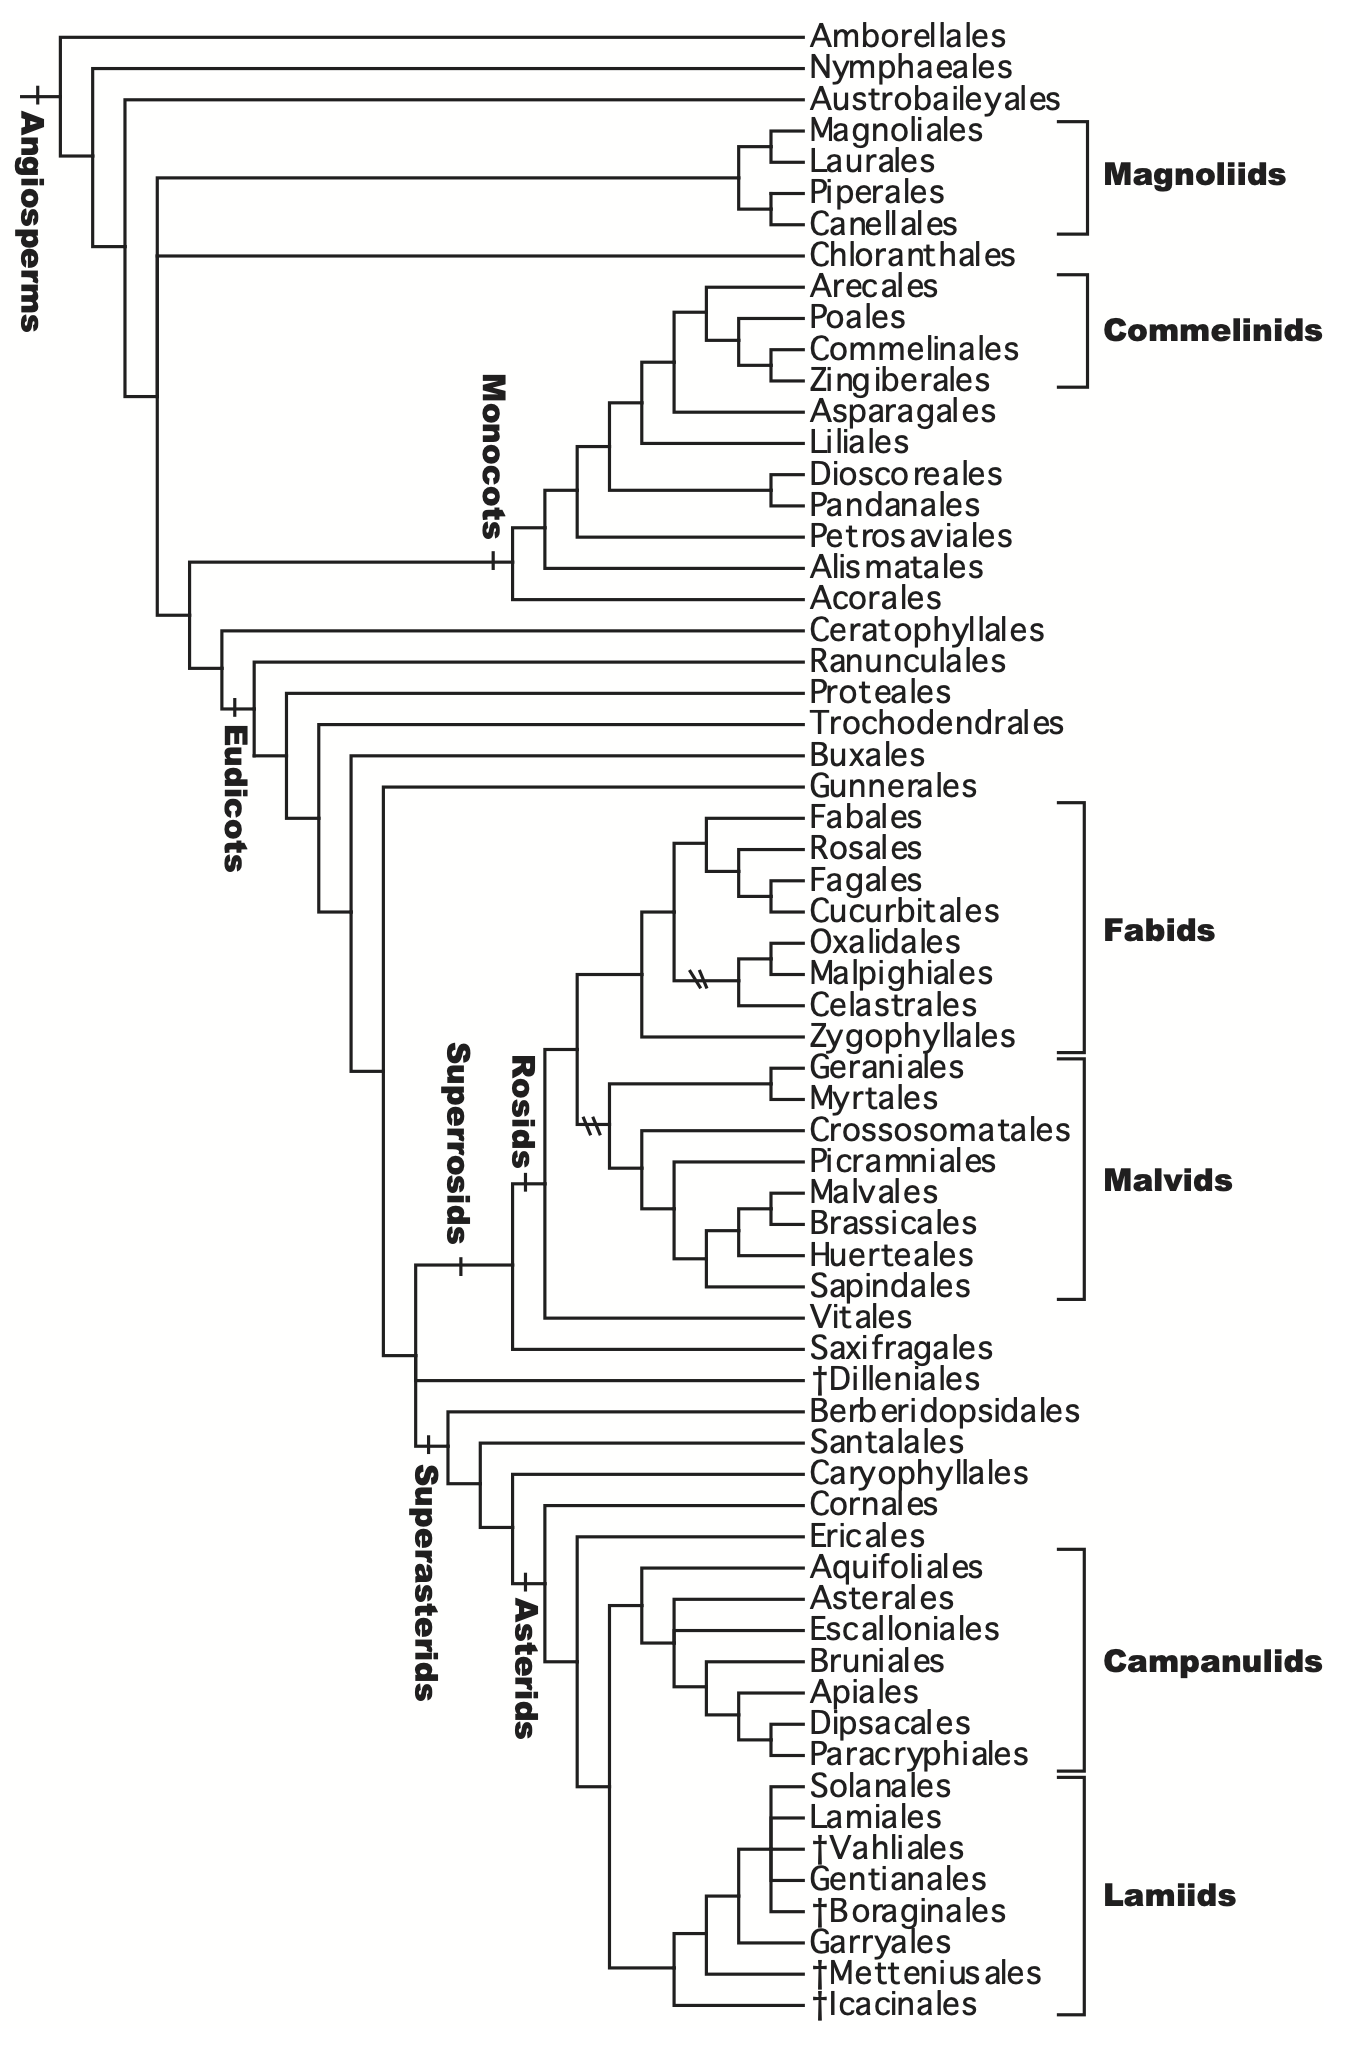 Amborellales
Nymphaeales
Austrobaileyales
Magnoliales
Laurales
Piperales
Canellales
Magnoliids
Chloranthales
Arecales
Poales
Commelinales
Zingiberales
Commelinids
Asparagales
Liliales
Dioscoreales
Pandanales
Petrosaviales
Alismatales
Acorales
Monocots
Angiosperms
Ceratophyllales
Ranunculales
Proteales
Trochodendrales
Buxales
Gunnerales
Eudicots
Fabales
Rosales
Fagales
Cucurbitales
Oxalidales
Malpighiales
Celastrales
Zygophyllales
Fabids
Geraniales
Myrtales
Crossosomatales
Picramniales
Malvales
Brassicales
Huerteales
Sapindales
Malvids
Vitales
Rosids
Saxifragales
Superrosids
†Dilleniales
Berberidopsidales
Santalales
Caryophyllales
Cornales
Ericales
Superasterids
Asterids
Aquifoliales
Asterales
Escalloniales
Bruniales
Apiales
Dipsacales
Paracryphiales
Campanulids
Solanales
Lamiales
†Vahliales
Gentianales
†Boraginales
Garryales
†Metteniusales
†Icacinales
Lamiids